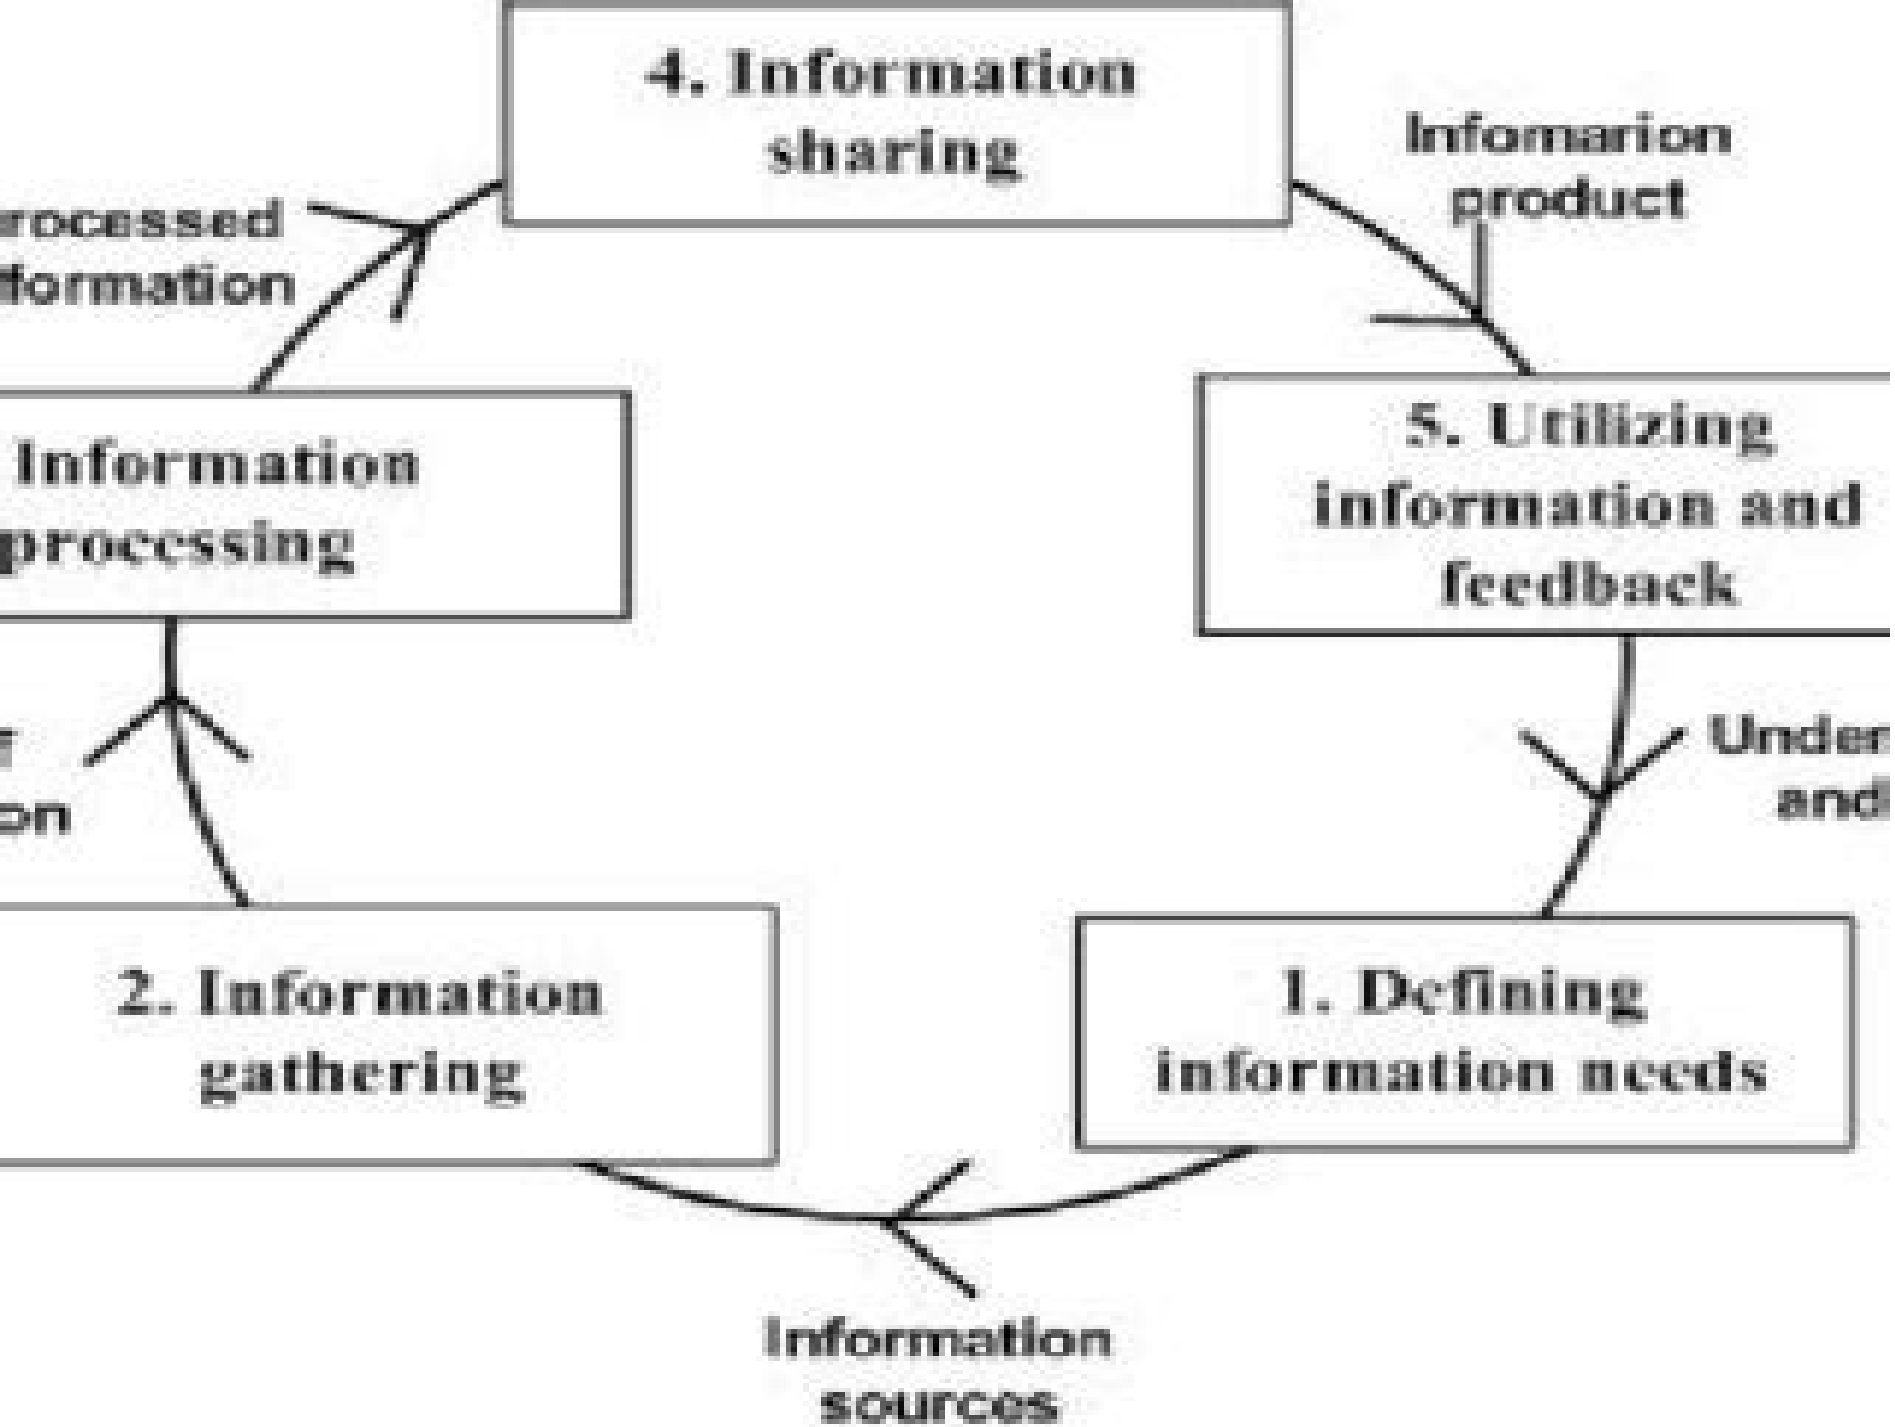 4. Information
sharing
Infomarion
product
rocessed
formation
Information
processing
5. Utilizing
information and
feedback
Under
and
on
2. Information
gathering
1. Defining
information needs
Information
sources